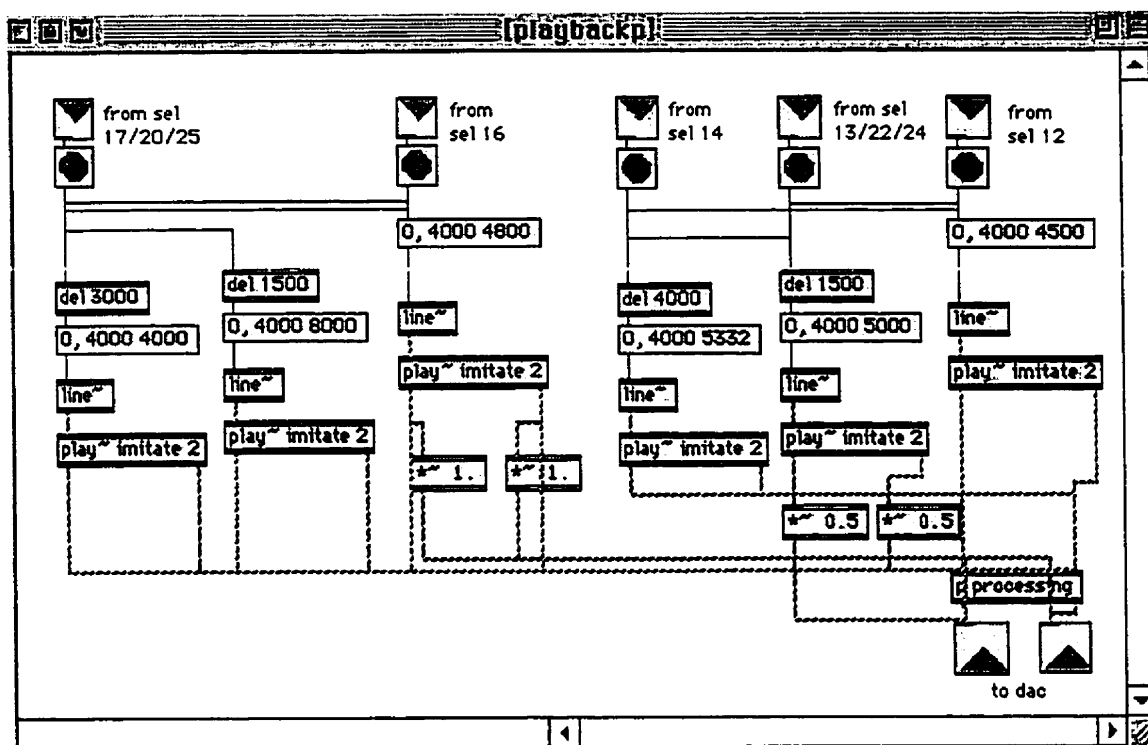 [playbackp]
from sel
17/20/25
from
sel 16
from
sel 14
from sel
13/22/24
from
sel 12
0, 4000 4800
0, 4000 4500
del 3000
del 1500
del 4000
del 1500
0, 4000 4000
0, 4000 8000
line~
0, 4000 5332
0, 4000 5000
line~
line~
line~
play~ imitate 2
line~
line~
play~ imitate 2
play~ imitate 2
play~ imitate 2
play~ imitate 2
play~ imitate 2
*~ 1.
*~ 1.
*~ 0.5
*~ 0.5
p processing
to dac